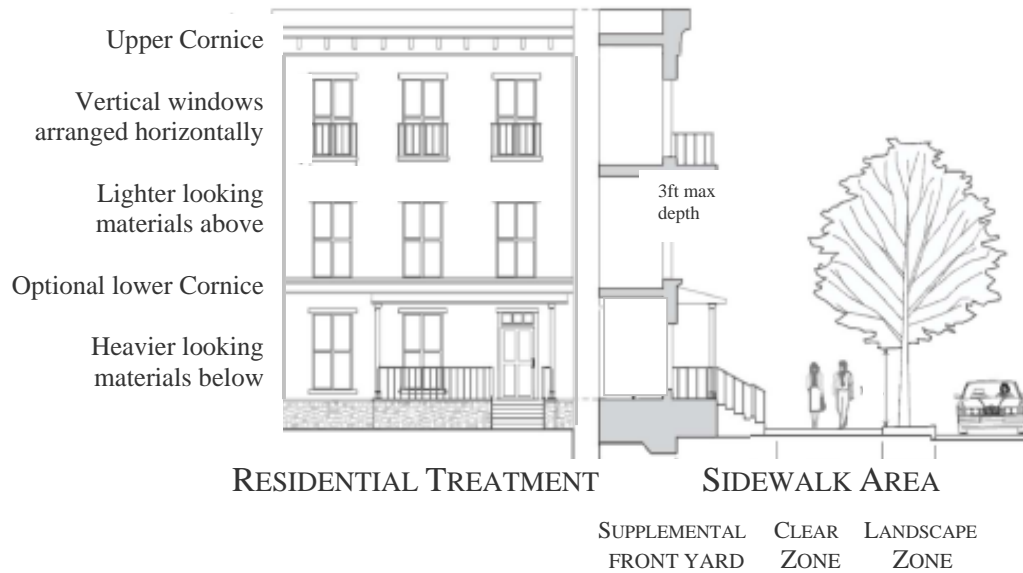 Upper Cornice
Vertical windows
arranged horizontally
Lighter looking
materials above
3ft max
depth
Optional lower Cornice
Heavier looking
materials below
RESIDENTIAL TREATMENT
SIDEWALK AREA
SUPPLEMENTAL
FRONT YARD
CLEAR
ZONE
LANDSCAPE
ZONE